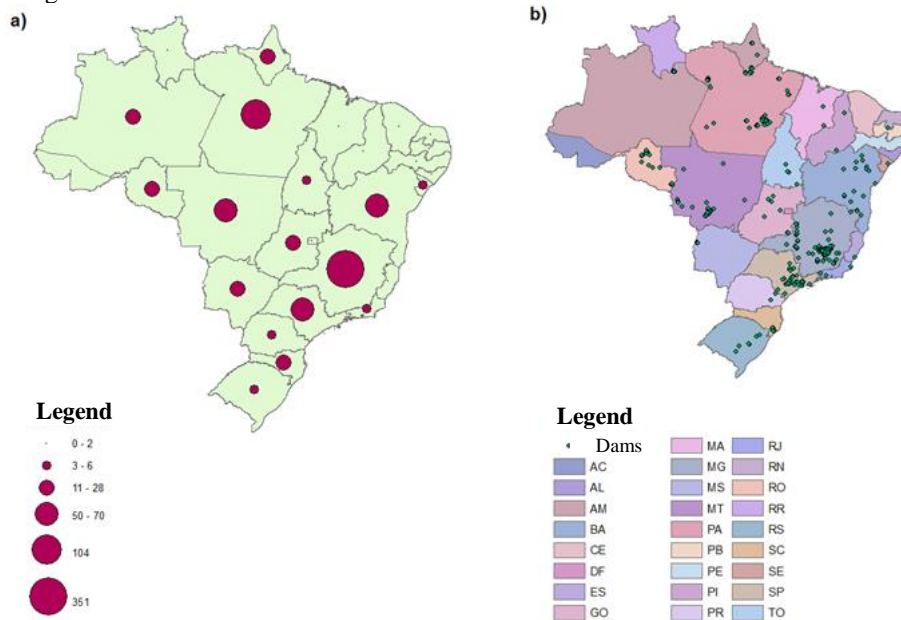 a)
b)
Legend
0 - 2
3 - 6
11 - 28
50 - 70
104
351
Legend
Dams
AC
AL
AM
BA
CE
DF
ES
GO
MA
MG
MS
MT
PA
PB
PE
PI
PR
RJ
RN
RO
RR
RS
SC
SE
SP
TO